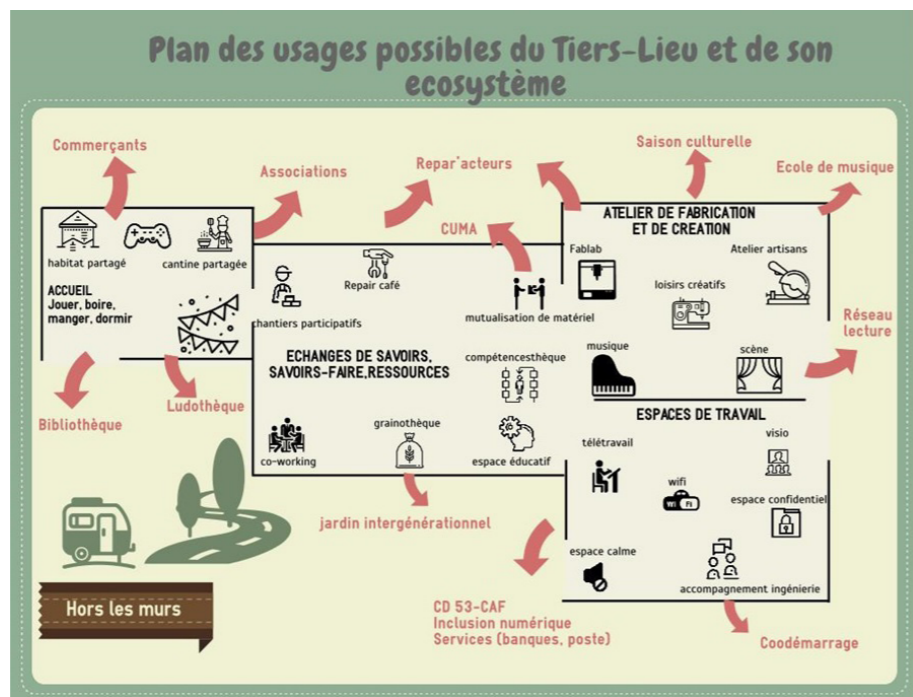 Plan des usages possibles du Tiers-Lieu et de son
ecosystème
Commerçants
Associations
Repar'acteurs
Saison culturelle
Ecole de musique
CUMA
habitat partagé
cantine partagée
ACCUEIL
Jouer, boire,
manger, dormir
chantiers participatifs
Repair café
mutualisation de matériel
ATELIER DE FABRICATION
ET DE CREATION
Fablab
Atelier artisans
loisirs créatifs
musique
scène
Réseau
lecture
ECHANGES DE SAVOIRS,
SAVOIRS-FAIRE,RESSOURCES
compétencesthèque
co-working
grainothèque
espace éducatif
Bibliothèque
Ludothèque
ESPACES DE TRAVAIL
télétravail
visio
wifi
Wi Fi
espace confidentiel
espace calme
accompagnement ingénierie
jardin intergénérationnel
CD 53-CAF
Inclusion numérique
Services (banques, poste)
Coodémarrage
Hors les murs